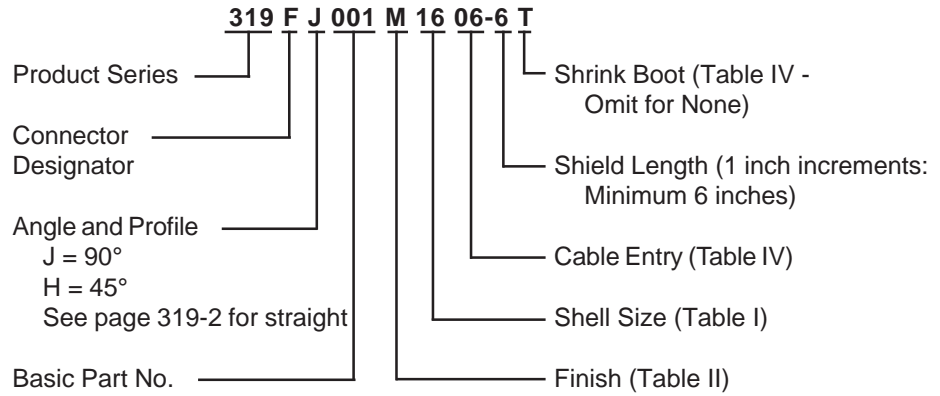 319 F J 001 M 16 06-6 T
Product Series
Connector
Designator
Angle and Profile
J = 90°
H = 45°
See page 319-2 for straight
Basic Part No.
Shrink Boot (Table IV -
Omit for None)
Shield Length (1 inch increments:
Minimum 6 inches)
Cable Entry (Table IV)
Shell Size (Table I)
Finish (Table II)